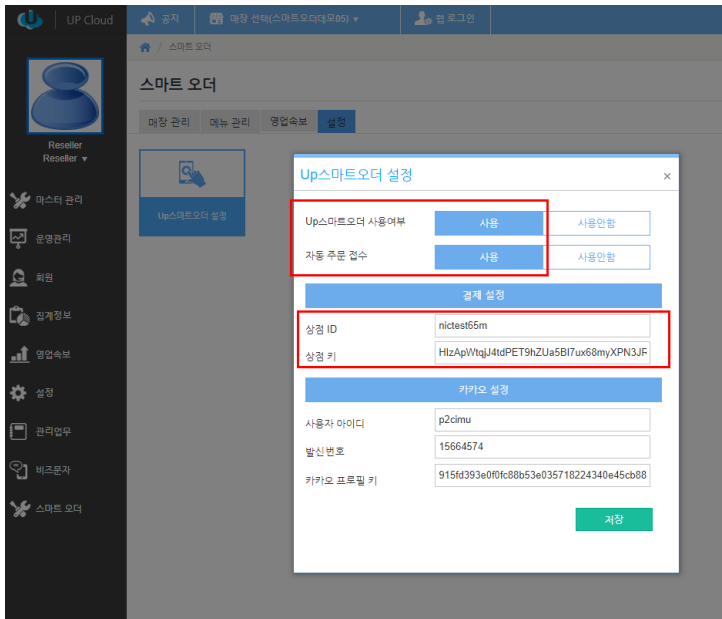 UP Cloud
공지
매장 선택(스마트오더데모05) ▾
웹 로그인
/ 스마트 오더
스마트 오더
매장 관리
메뉴 관리
영업속보
설정
Reseller
Reseller ▾
마스터 관리
운영관리
회원
집계정보
영업속보
설정
관리업무
비즈문자
스마트 오더
Up스마트오더 설정
Up스마트오더 설정
×
Up스마트오더 사용여부
사용
사용안함
자동 주문 접수
사용
사용안함
결제 설정
상점 ID
nictest65m
상점 키
HIzApWtqjJ4tdPET9hZUa5BI7ux68myXPN3JF
카카오 설정
사용자 아이디
p2cimu
발신번호
15664574
카카오 프로필 키
915fd393e0f0fc88b53e035718224340e45cb88
저장